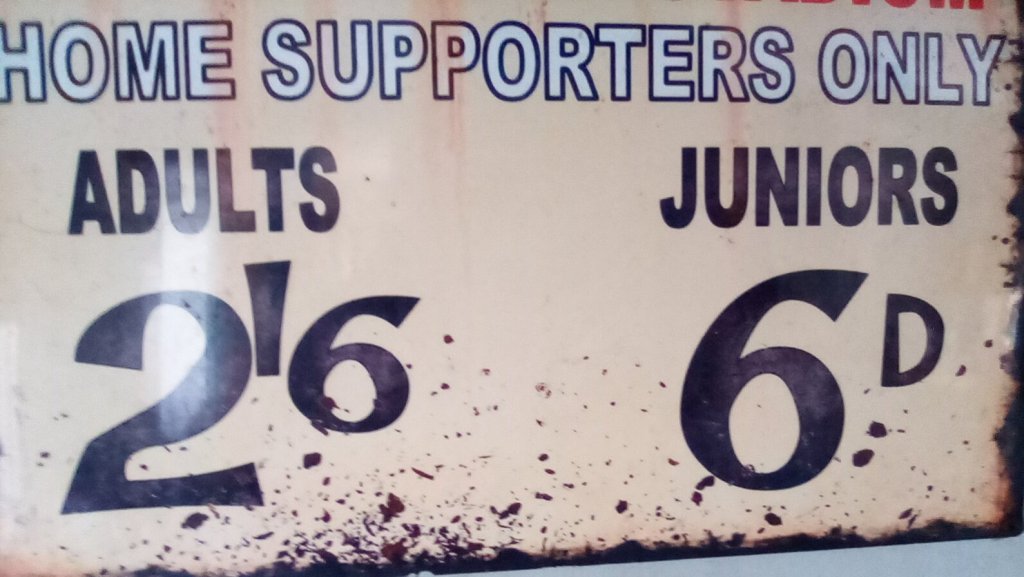 HOME SUPPORTERS ONLY
ADULTS JUNIORS
2'6 6D